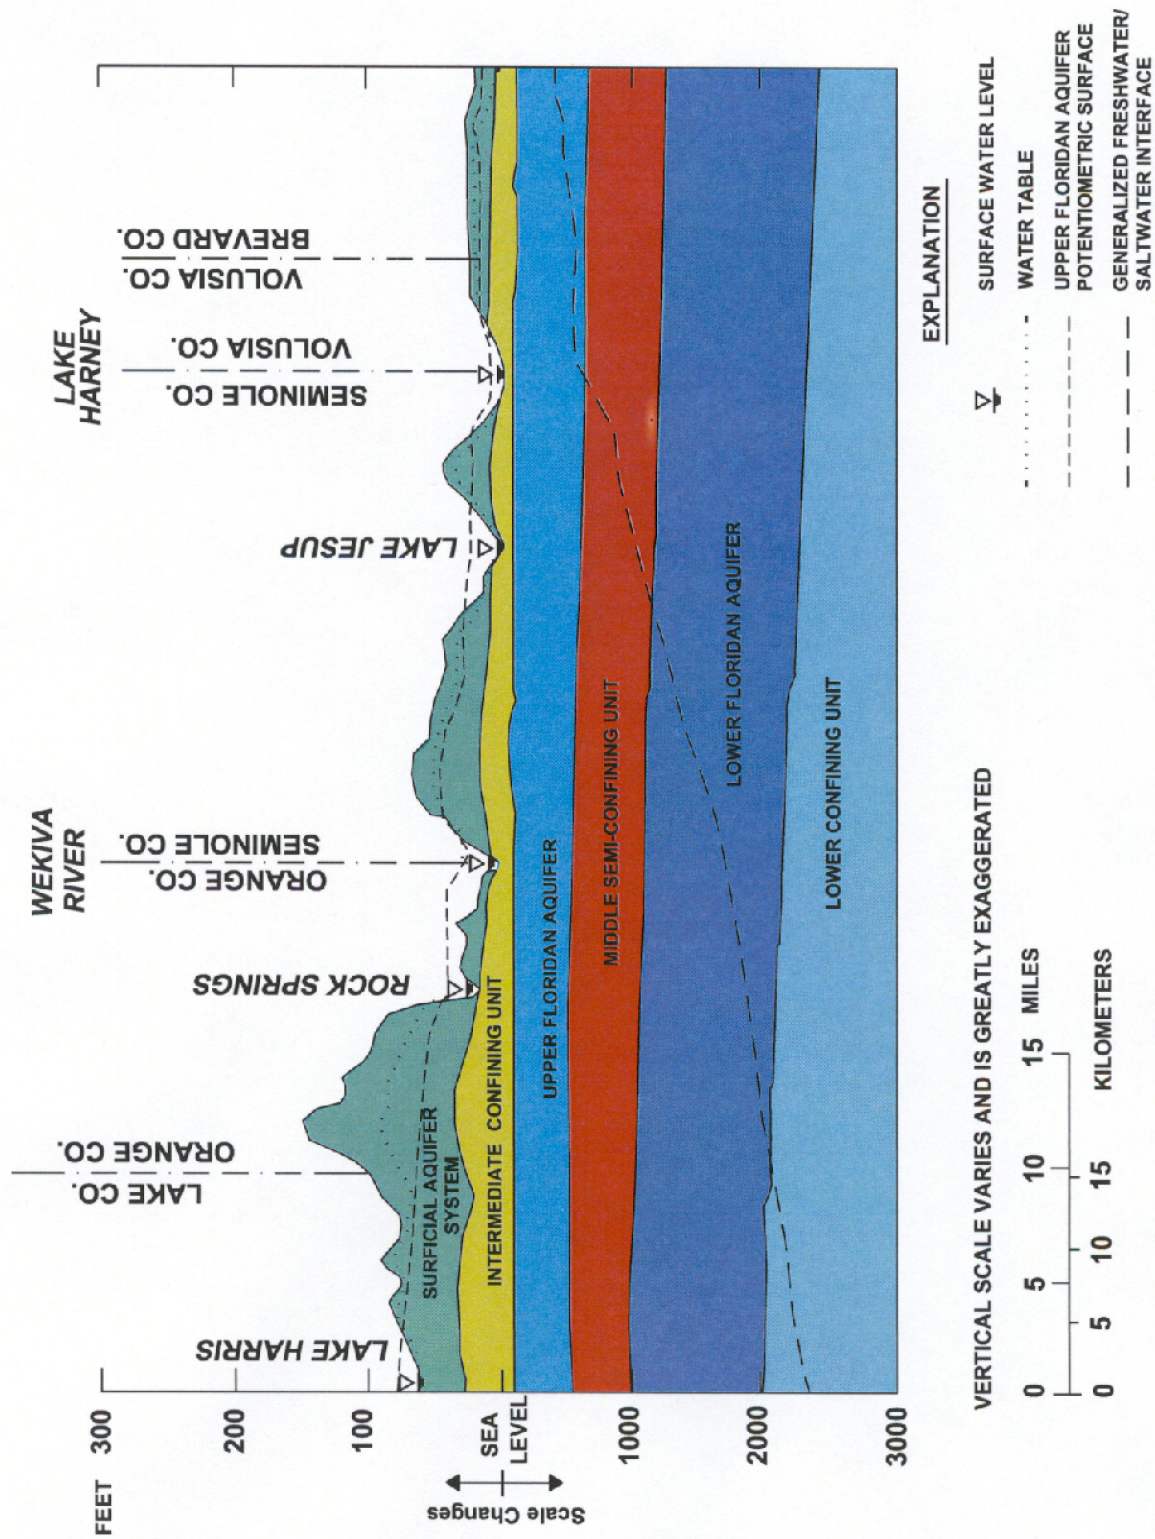 FEET
300
200
100
SEA
LEVEL
1000
2000
3000
Scale Changes
LAKE HARRIS
LAKE CO.
ORANGE CO.
ROCK SPRINGS
WEKIVA
RIVER
ORANGE CO.
SEMINOLE CO.
LAKE JESUP
LAKE
HARNEY
SEMINOLE CO.
VOLUSIA CO.
VOLUSIA CO.
BREVARD CO.
SURFICIAL AQUIFER
SYSTEM
INTERMEDIATE CONFINING UNIT
UPPER FLORIDAN AQUIFER
MIDDLE SEMI-CONFINING UNIT
LOWER FLORIDAN AQUIFER
LOWER CONFINING UNIT
VERTICAL SCALE VARIES AND IS GREATLY EXAGGERATED
0 5 10 15 MILES
0 5 10 15 KILOMETERS
EXPLANATION
SURFACE WATER LEVEL
WATER TABLE
UPPER FLORIDAN AQUIFER
POTENTIOMETRIC SURFACE
GENERALIZED FRESHWATER/
SALTWATER INTERFACE